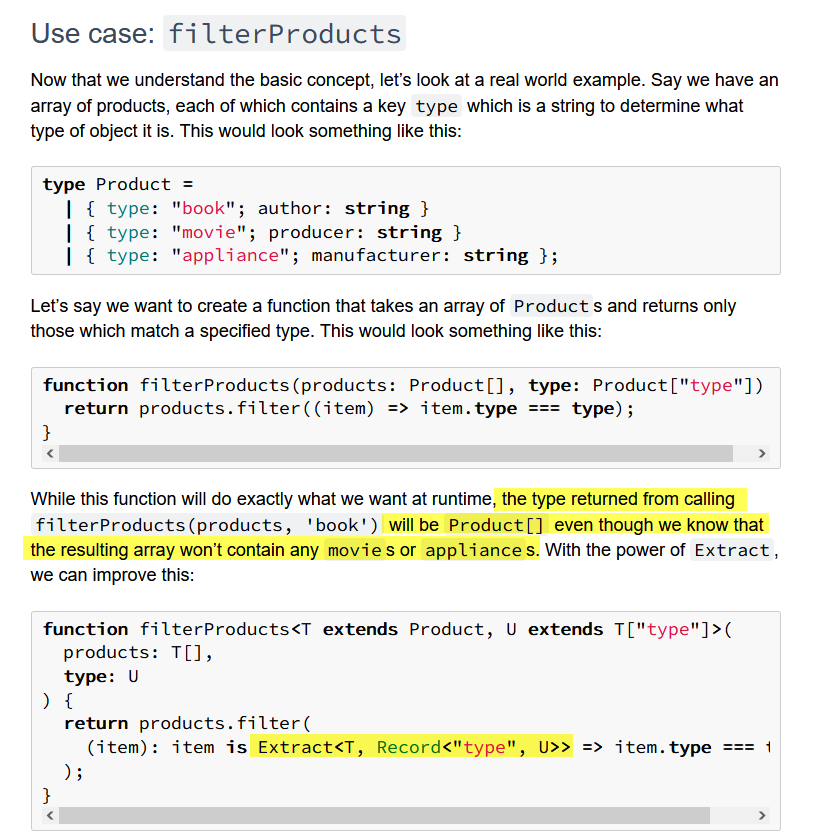 Use case: filterProducts
Now that we understand the basic concept, let’s look at a real world example. Say we have an
array of products, each of which contains a key type which is a string to determine what
type of object it is. This would look something like this:
type Product =
  | { type: "book"; author: string }
  | { type: "movie"; producer: string }
  | { type: "appliance"; manufacturer: string };
Let’s say we want to create a function that takes an array of Products and returns only
those which match a specified type. This would look something like this:
function filterProducts(products: Product[], type: Product["type"])
  return products.filter((item) => item.type === type);
}
While this function will do exactly what we want at runtime, the type returned from calling
filterProducts(products, 'book') will be Product[] even though we know that
the resulting array won’t contain any movies or appliances. With the power of Extract,
we can improve this:
function filterProducts<T extends Product, U extends T["type"]>(
  products: T[],
  type: U
) {
  return products.filter(
    (item): item is Extract<T, Record<"type", U>> => item.type ===
  );
}